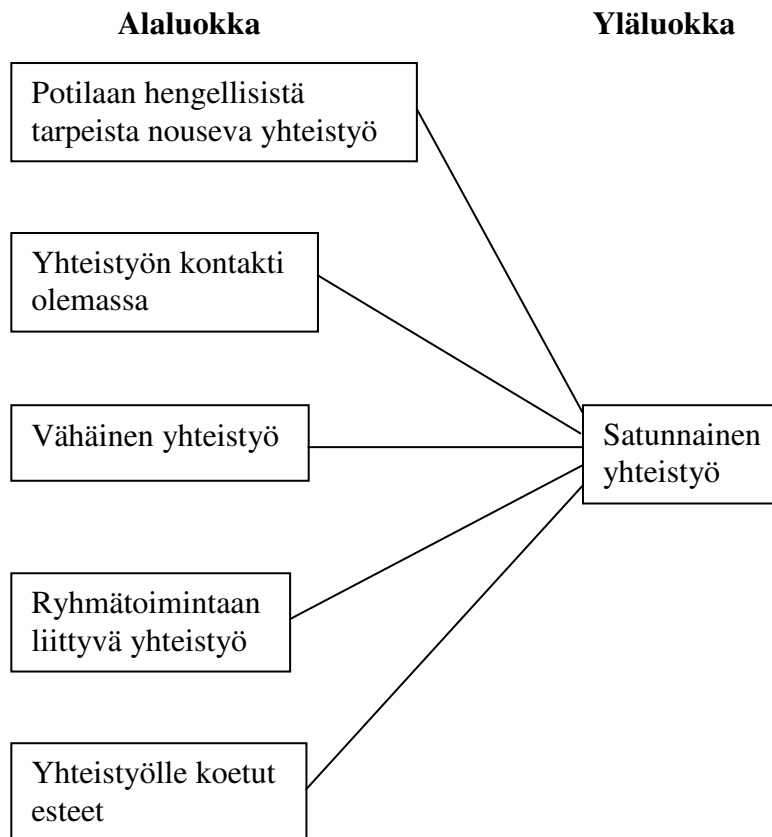 Alaluokka
Yläluokka
Potilaan hengellisistä
tarpeista nouseva yhteistyö
Yhteistyön kontakti
olemassa
Vähäinen yhteistyö
Satunnainen
yhteistyö
Ryhmätoimintaan
liittyvä yhteistyö
Yhteistyölle koetut
esteet